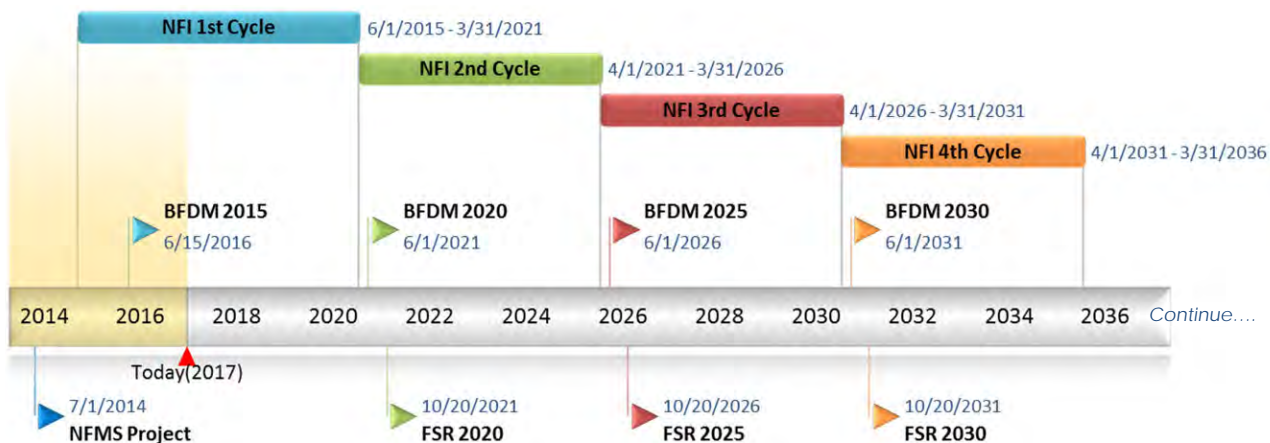 NFI 1st Cycle 6/1/2015 - 3/31/2021
NFI 2nd Cycle 4/1/2021 - 3/31/2026
NFI 3rd Cycle 4/1/2026 - 3/31/2031
NFI 4th Cycle 4/1/2031 - 3/31/2036
BFDM 2015 BFDM 2020 BFDM 2025 BFDM 2030
6/15/2016 6/1/2021 6/1/2026 6/1/2031
2014 2016 2018 2020 2022 2024 2026 2028 2030 2032 2034 2036 Continue....
Today(2017)
7/1/2014 10/20/2021 10/20/2026 10/20/2031
NFMS Project FSR 2020 FSR 2025 FSR 2030